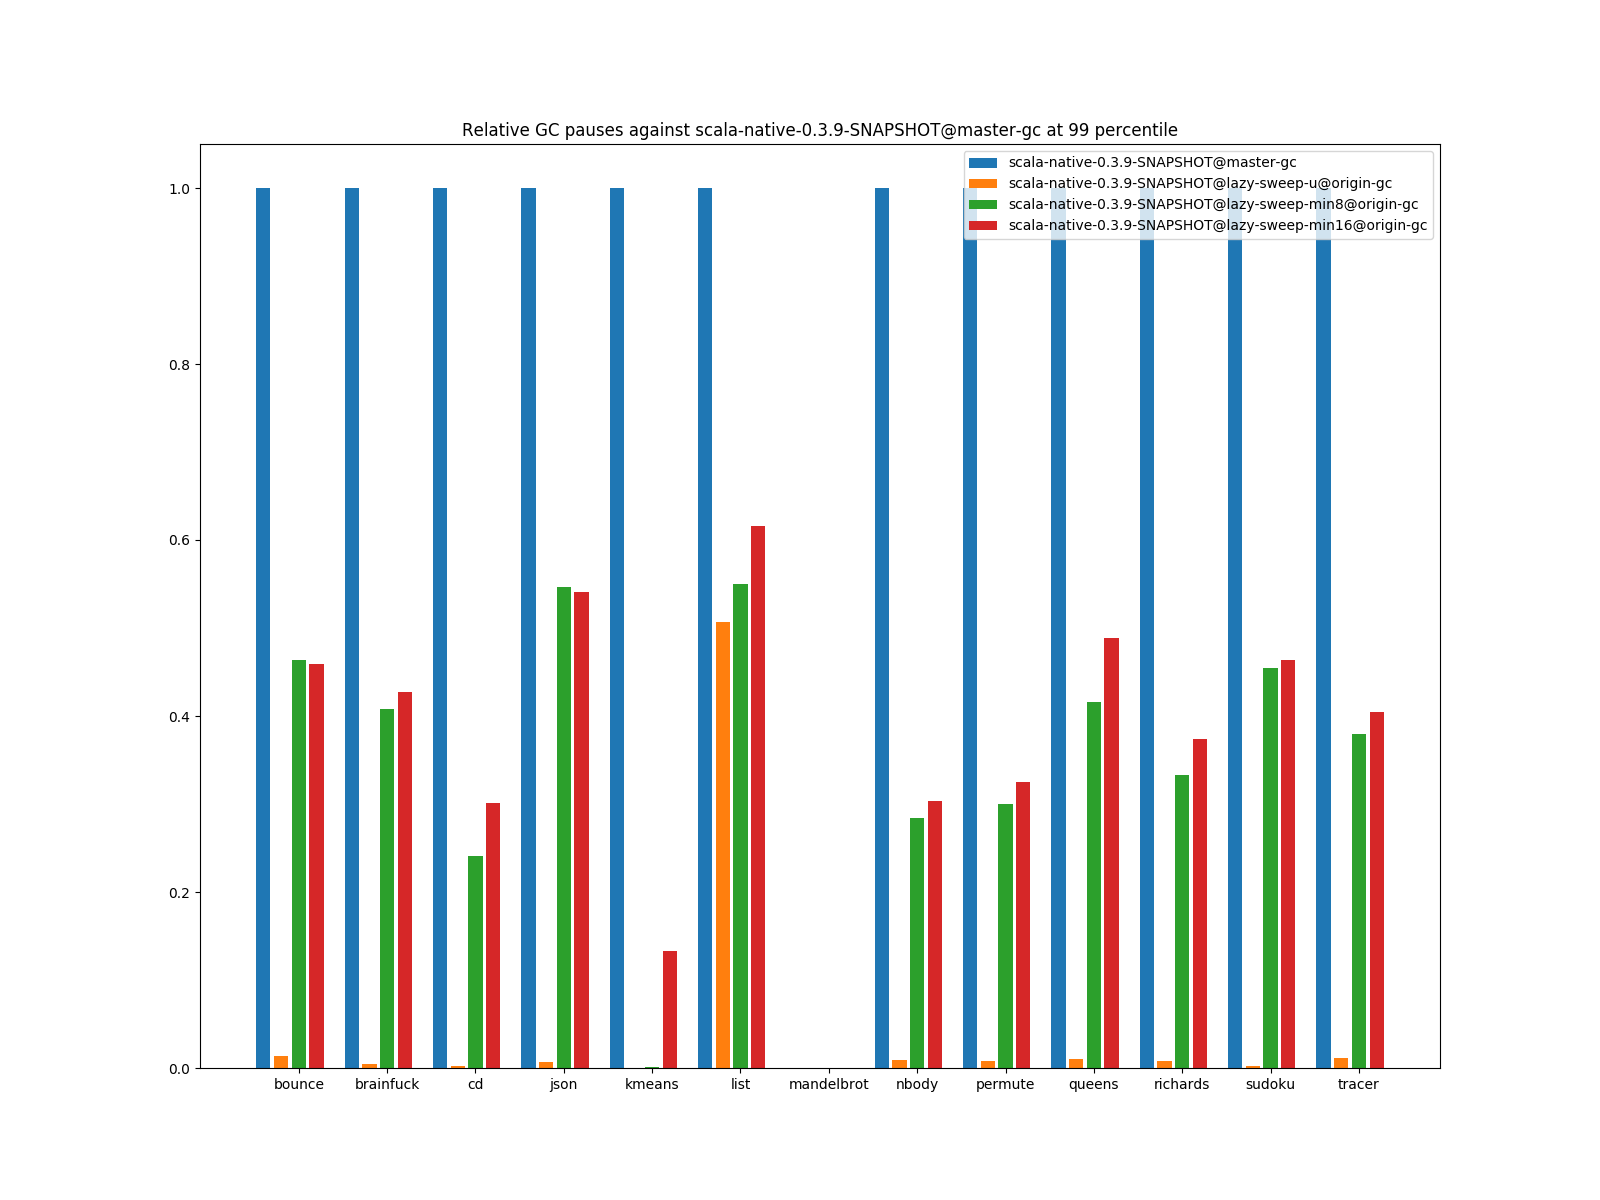 Relative GC pauses against scala-native-0.3.9-SNAPSHOT@master-gc at 99 percentile
scala-native-0.3.9-SNAPSHOT@master-gc
scala-native-0.3.9-SNAPSHOT@lazy-sweep-u@origin-gc
scala-native-0.3.9-SNAPSHOT@lazy-sweep-min8@origin-gc
scala-native-0.3.9-SNAPSHOT@lazy-sweep-min16@origin-gc
1.0
0.8
0.6
0.4
0.2
0.0
bounce brainfuck cd json kmeans list mandelbrot nbody permute queens richards sudoku tracer